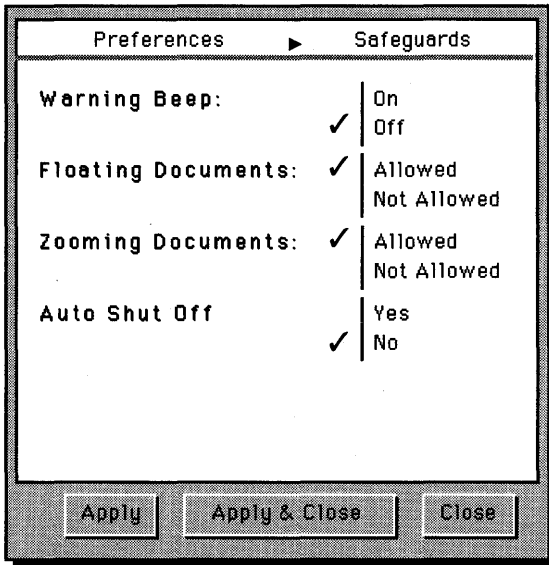 Preferences ▶ Safeguards
Warning Beep: On
✓ Off
Floating Documents: ✓ Allowed
Not Allowed
Zooming Documents: ✓ Allowed
Not Allowed
Auto Shut Off Yes
✓ No
Apply Apply & Close Close